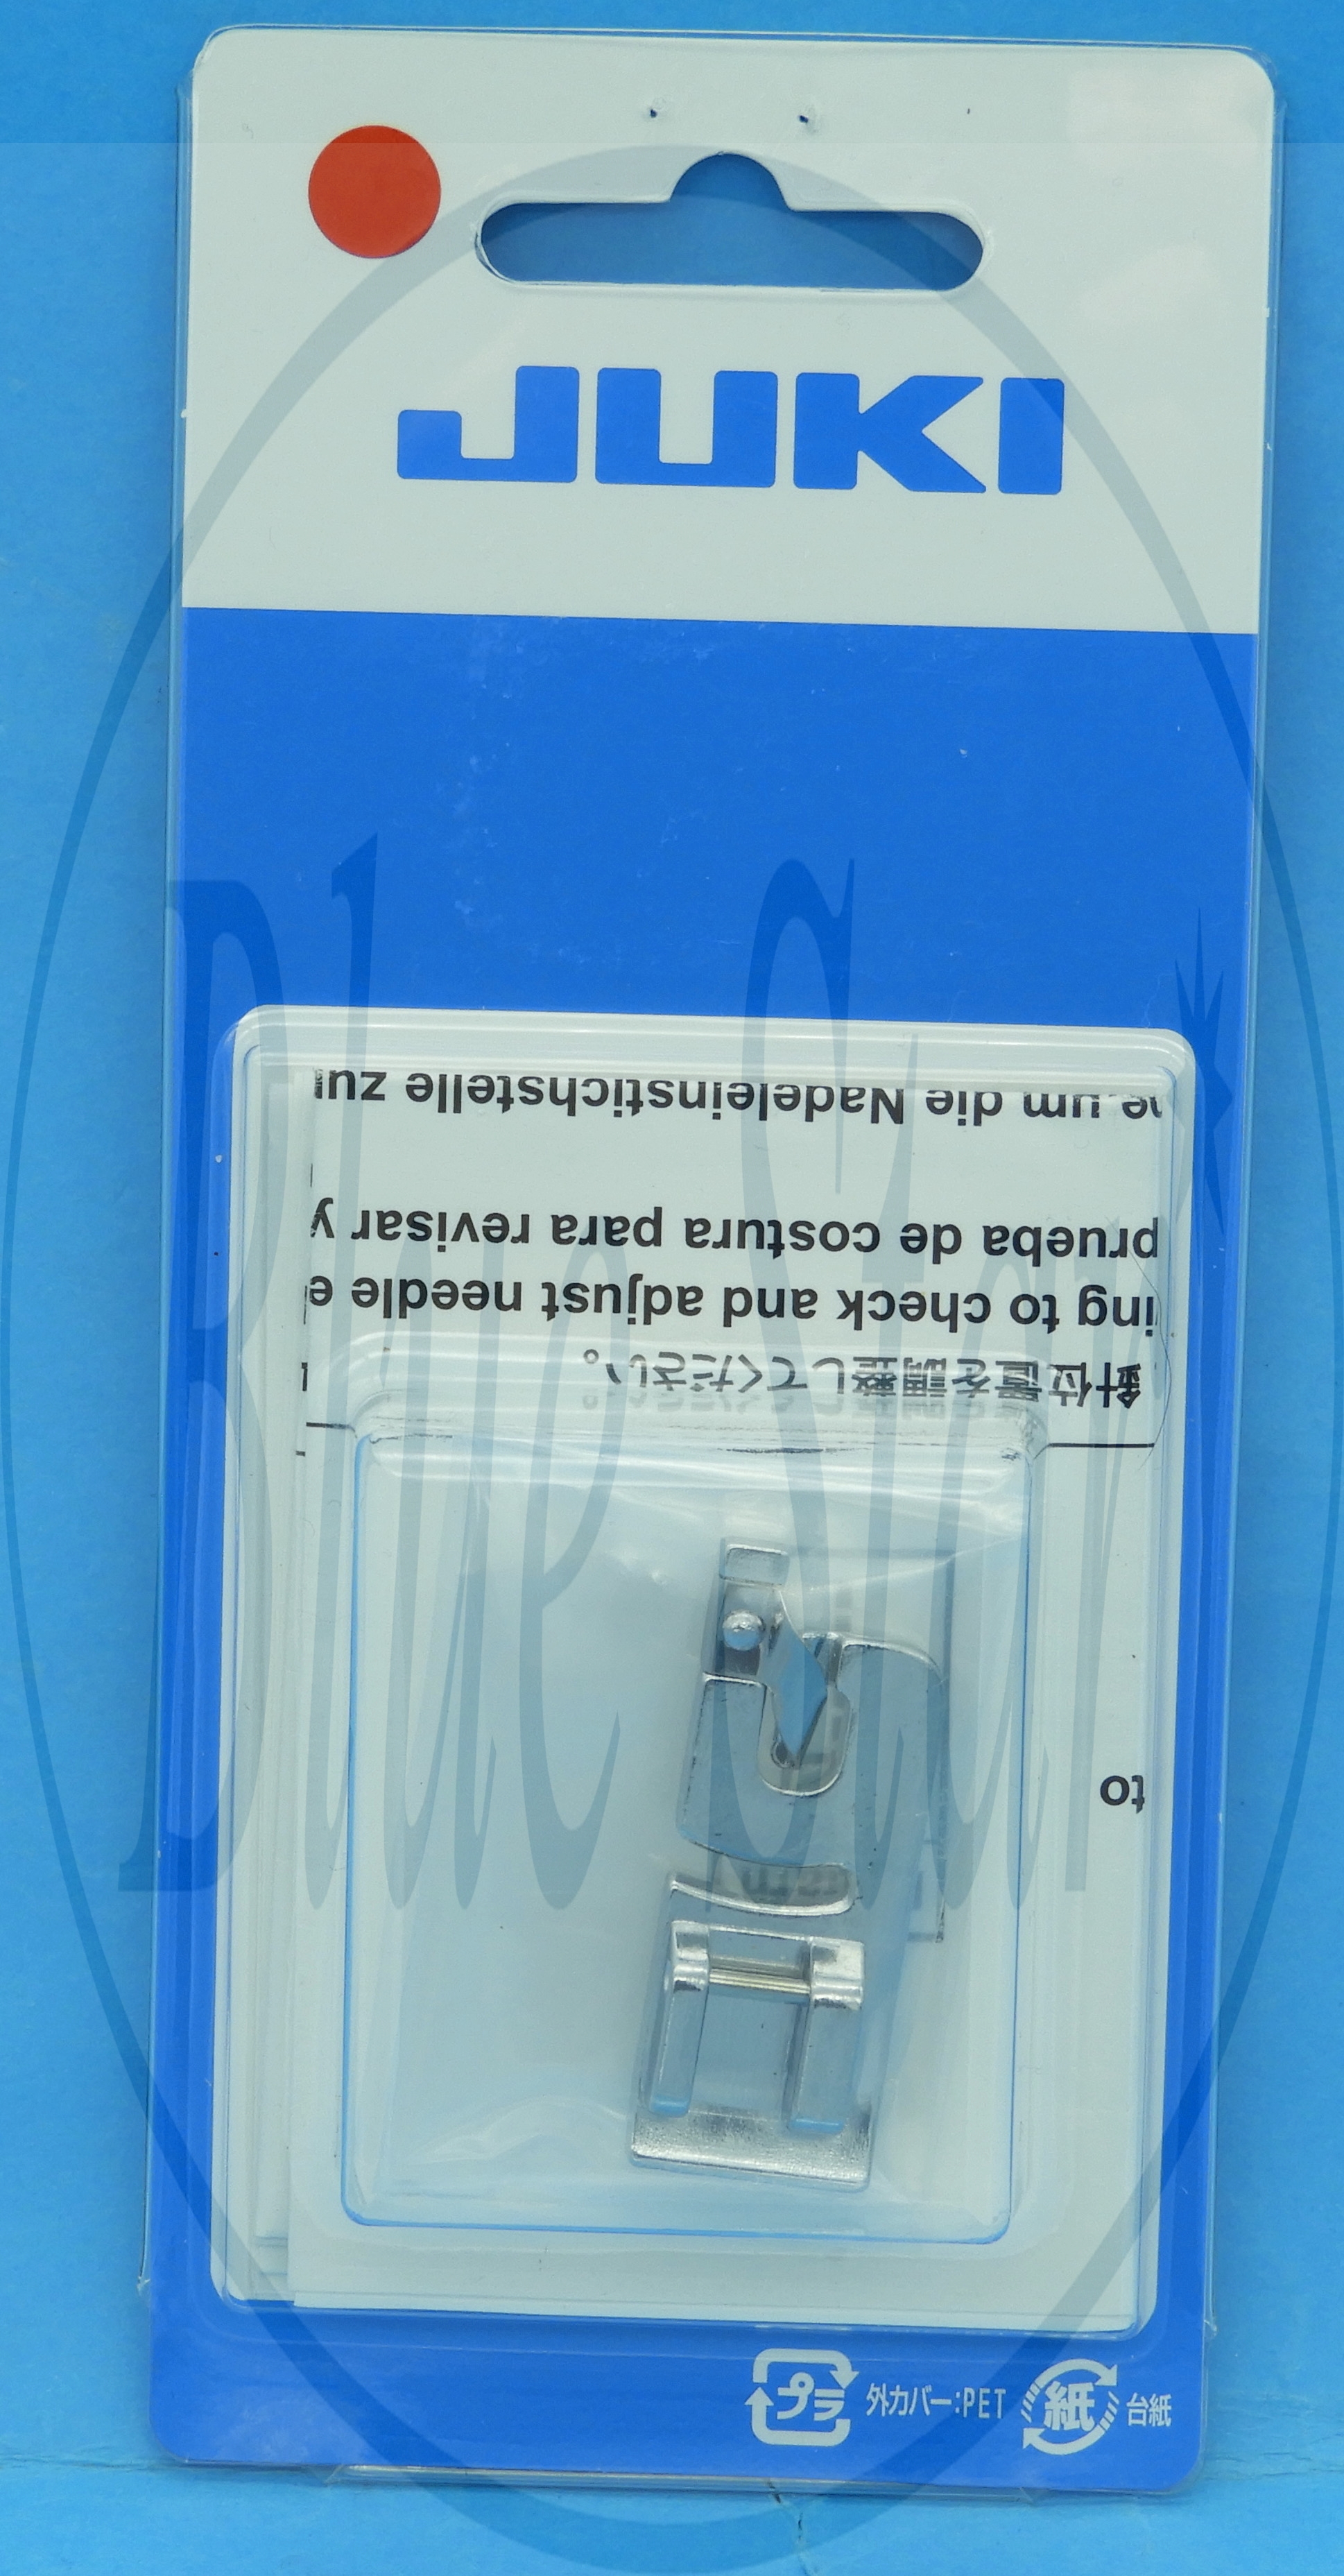 JUKI
e,um die Nadeleinstichstelle zu
prueba de costura para revisar y
ing to check and adjust needle e
針位置を調整してください。
to
Blue Star
プラ 外カバー:PET 紙 台紙